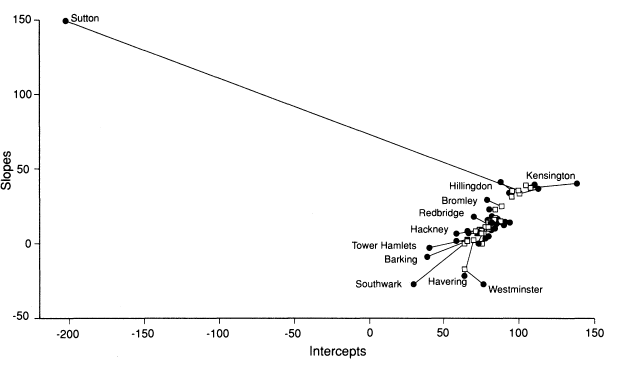 150
Sutton
100
Slopes
50
Kensington
Hillingdon
Bromley
Redbridge
Hackney
0
Tower Hamlets
Barking
Southwark
Havering
Westminster
-50
-200
-150
-100
-50
0
50
100
150
Intercepts